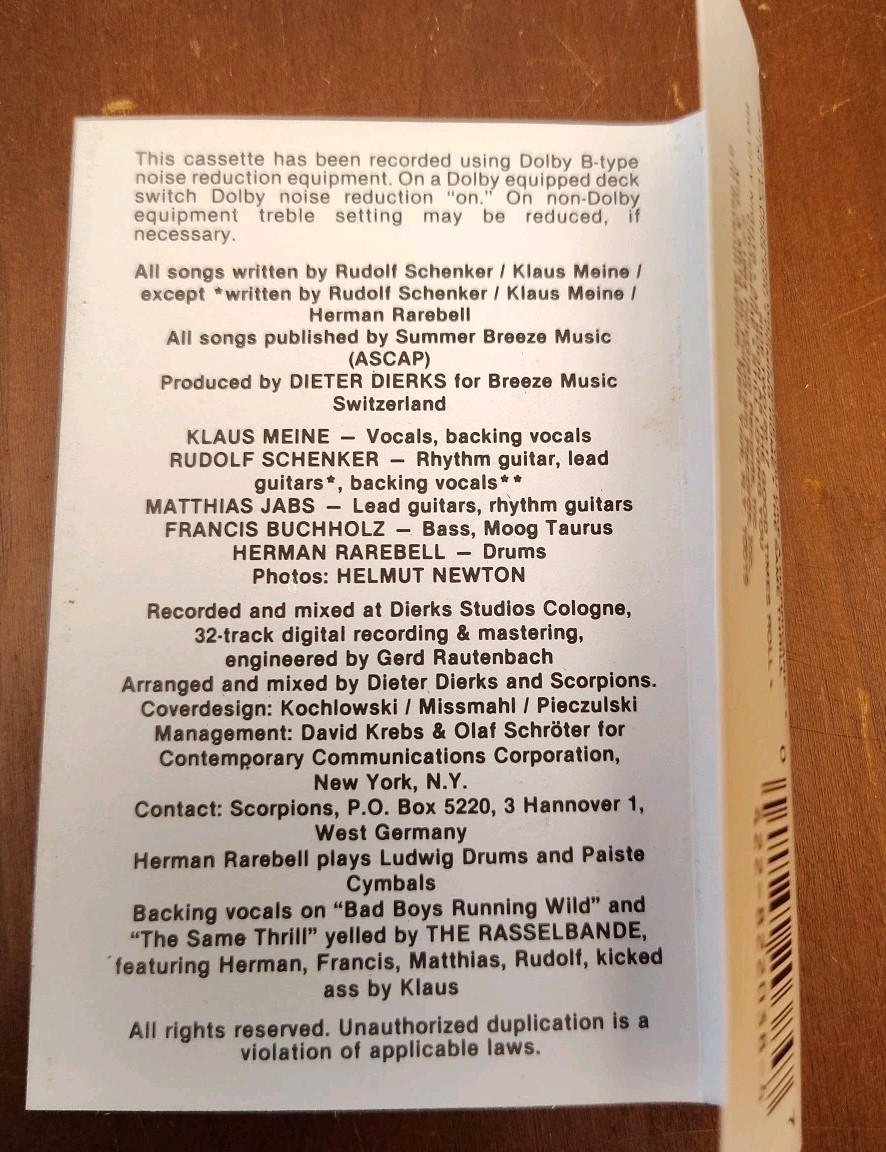 This cassette has been recorded using Dolby B-type
noise reduction equipment. On a Dolby equipped deck
switch Dolby noise reduction "on." On non-Dolby
equipment treble setting may be reduced, if
necessary.
All songs written by Rudolf Schenker / Klaus Meine /
except *written by Rudolf Schenker / Klaus Meine /
Herman Rarebell
All songs published by Summer Breeze Music
(ASCAP)
Produced by DIETER DIERKS for Breeze Music
Switzerland
KLAUS MEINE — Vocals, backing vocals
RUDOLF SCHENKER — Rhythm guitar, lead
guitars*, backing vocals**
MATTHIAS JABS — Lead guitars, rhythm guitars
FRANCIS BUCHHOLZ — Bass, Moog Taurus
HERMAN RAREBELL — Drums
Photos: HELMUT NEWTON
Recorded and mixed at Dierks Studios Cologne,
32-track digital recording & mastering,
engineered by Gerd Rautenbach
Arranged and mixed by Dieter Dierks and Scorpions.
Coverdesign: Kochlowski / Missmahl / Pieczulski
Management: David Krebs & Olaf Schröter for
Contemporary Communications Corporation,
New York, N.Y.
Contact: Scorpions, P.O. Box 5220, 3 Hannover 1,
West Germany
Herman Rarebell plays Ludwig Drums and Paiste
Cymbals
Backing vocals on “Bad Boys Running Wild” and
“The Same Thrill” yelled by THE RASSELBANDE,
featuring Herman, Francis, Matthias, Rudolf, kicked
ass by Klaus
All rights reserved. Unauthorized duplication is a
violation of applicable laws.